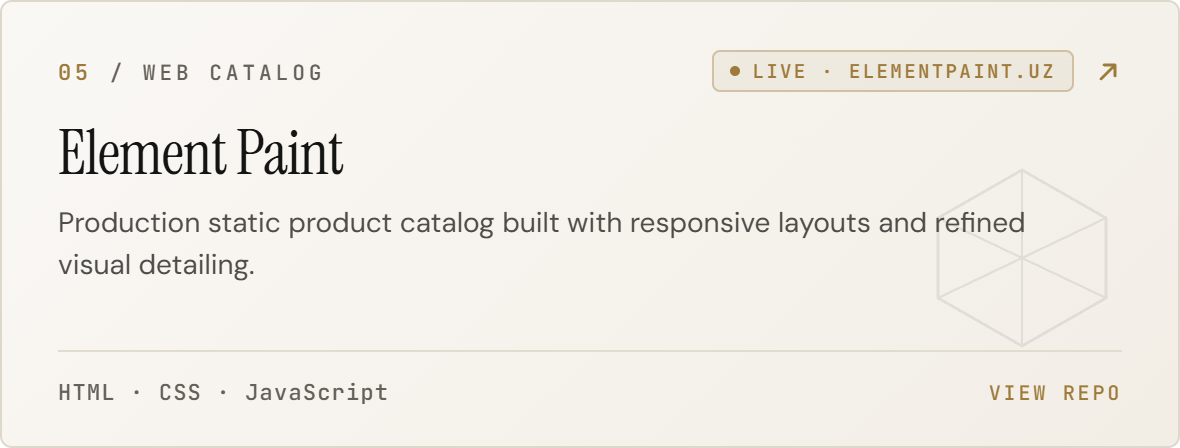 05 / WEB CATALOG
LIVE · ELEMENTPAINT.UZ
Element Paint
Production static product catalog built with responsive layouts and refined
visual detailing.
HTML · CSS · JavaScript
VIEW REPO